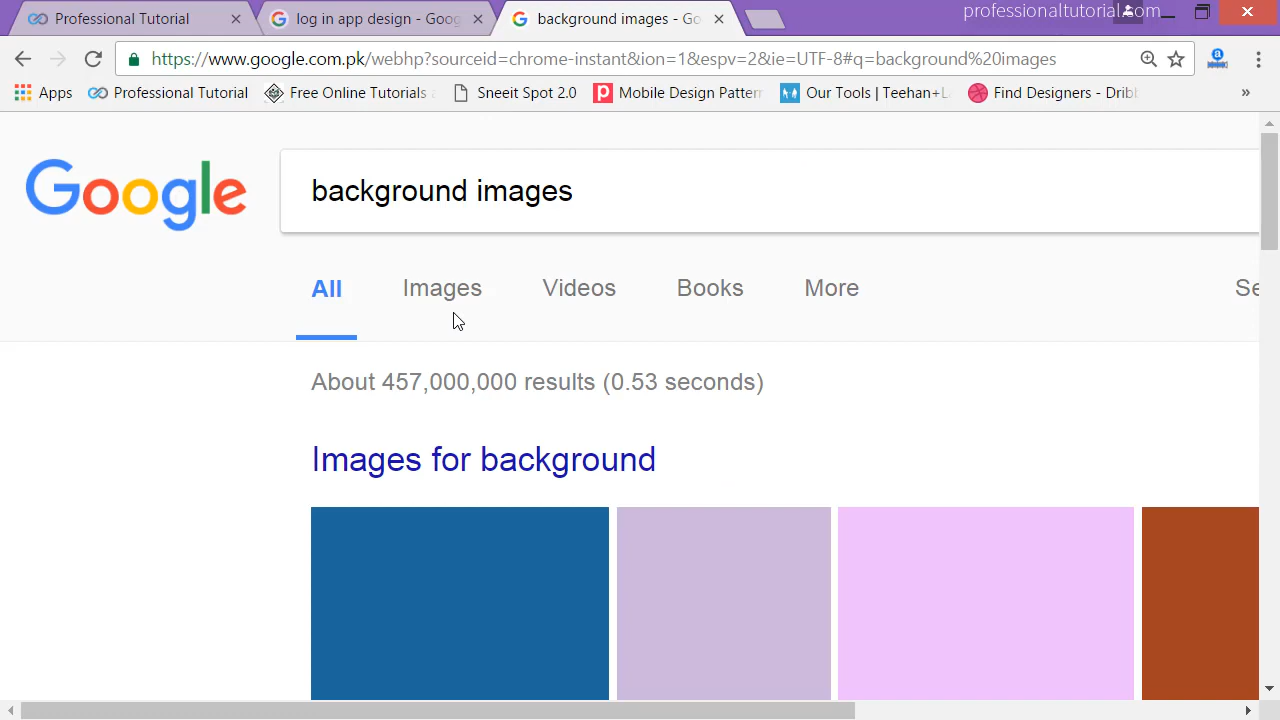 professionaltutorial.com
Professional Tutorial
log in app design - Goog
background images - Go
https://www.google.com.pk/webhp?sourceid=chrome-instant&ion=1&espv=2&ie=UTF-8#q=background%20images
Apps Professional Tutorial Free Online Tutorials Sneeit Spot 2.0 Mobile Design Pattern Our Tools | Teehan+L Find Designers - Dribb »
Google
background images
All Images Videos Books More Se
About 457,000,000 results (0.53 seconds)
Images for background